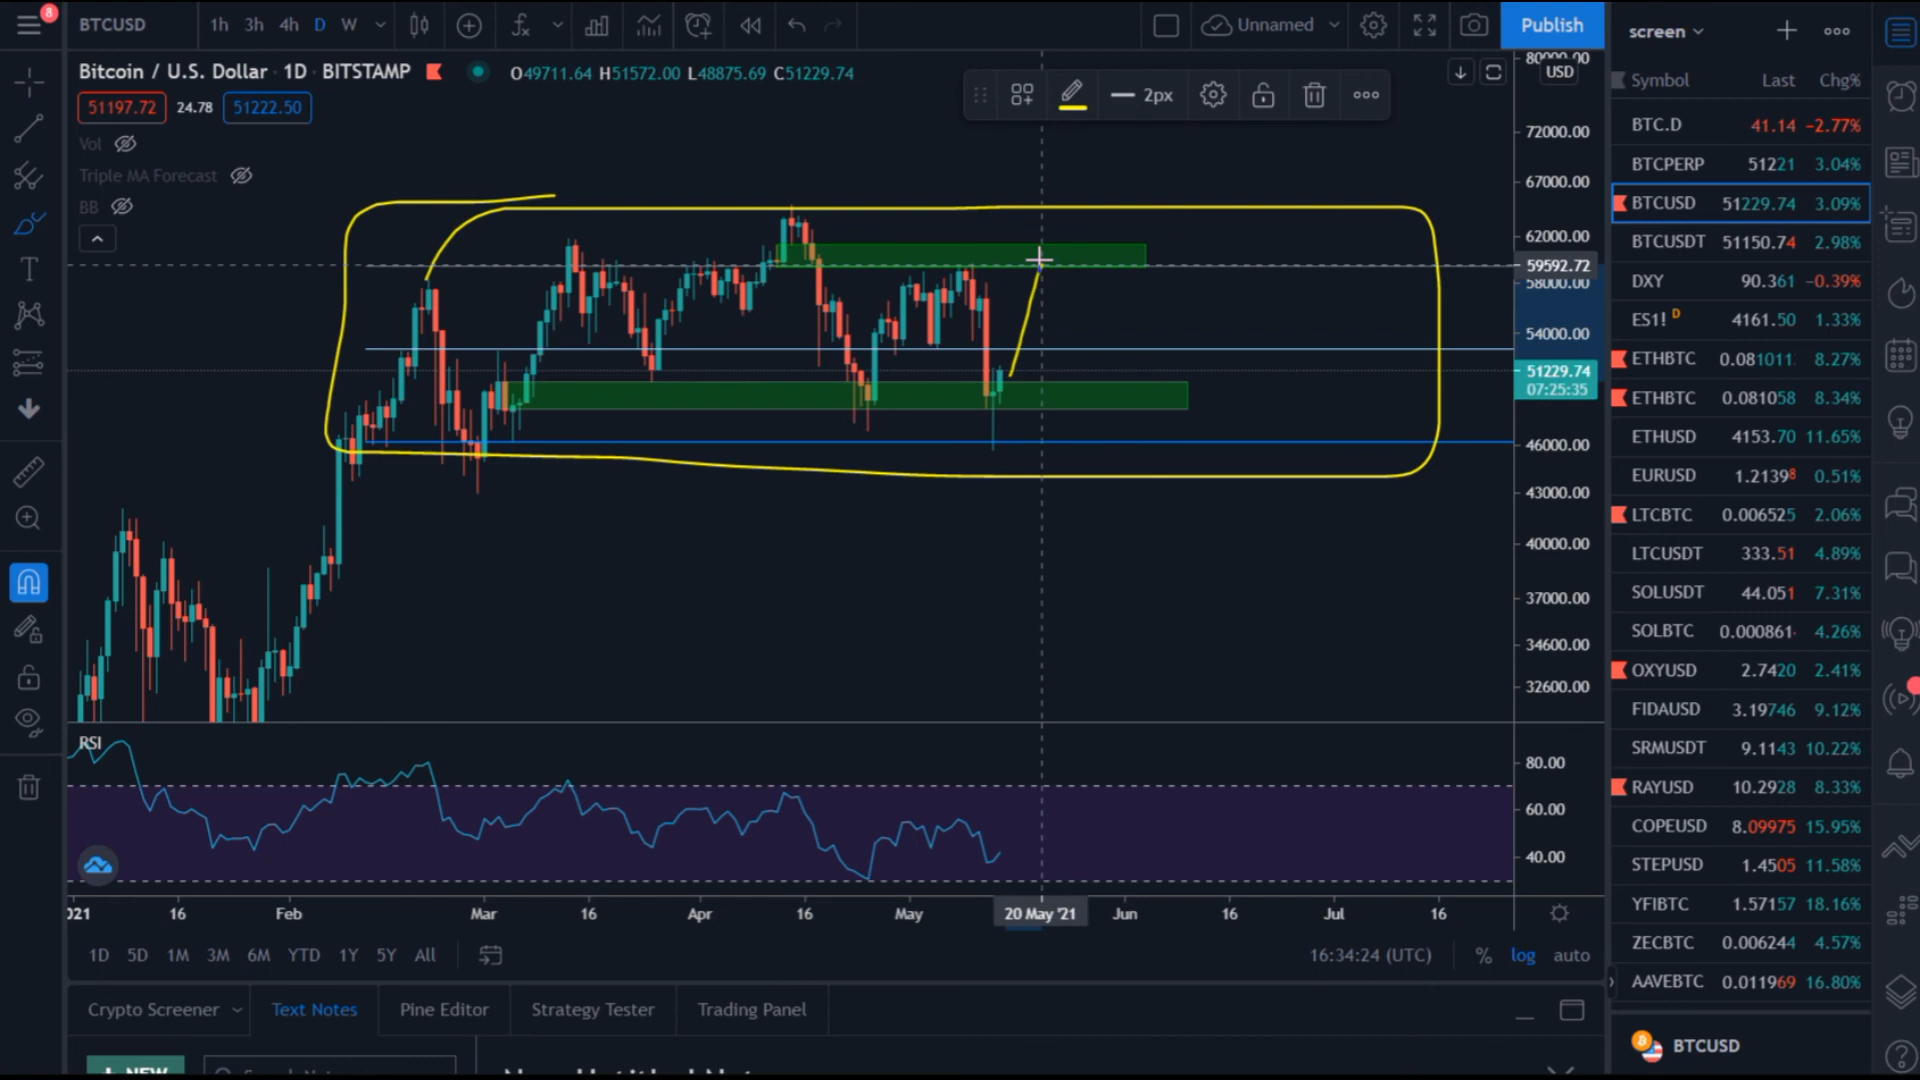 8
BTCUSD
1h 3h 4h D W
Unnamed
Publish
Bitcoin / U.S. Dollar · 1D · BITSTAMP
O49711.64 H51572.00 L48875.69 C51229.74
51197.72 24.78 51222.50
Vol
Triple MA Forecast
BB
2px
80000.00
USD
72000.00
67000.00
62000.00
59592.72
58000.00
54000.00
51229.74
07:25:35
46000.00
43000.00
40000.00
37000.00
34600.00
32600.00
RSI
80.00
60.00
40.00
021 16 Feb Mar 16 Apr 16 May 20 May '21 Jun 16 Jul 16
1D 5D 1M 3M 6M YTD 1Y 5Y All
16:34:24 (UTC) % log auto
Crypto Screener Text Notes Pine Editor Strategy Tester Trading Panel
+ NEW
screen
Symbol Last Chg%
BTC.D 41.14 −2.77%
BTCPERP 51221 3.04%
BTCUSD 51229.74 3.09%
BTCUSDT 51150.74 2.98%
DXY 90.361 −0.39%
ES1! D 4161.50 1.33%
ETHBTC 0.081011 8.27%
ETHBTC 0.081058 8.34%
ETHUSD 4153.70 11.65%
EURUSD 1.21398 0.51%
LTCBTC 0.006525 2.06%
LTCUSDT 333.51 4.89%
SOLUSDT 44.051 7.31%
SOLBTC 0.000861 4.26%
OXYUSD 2.7420 2.41%
FIDAUSD 3.19746 9.12%
SRMUSDT 9.1143 10.22%
RAYUSD 10.2928 8.33%
COPEUSD 8.09975 15.95%
STEPUSD 1.4505 11.58%
YFIBTC 1.57157 18.16%
ZECBTC 0.006244 4.57%
AAVEBTC 0.011969 16.80%
BTCUSD